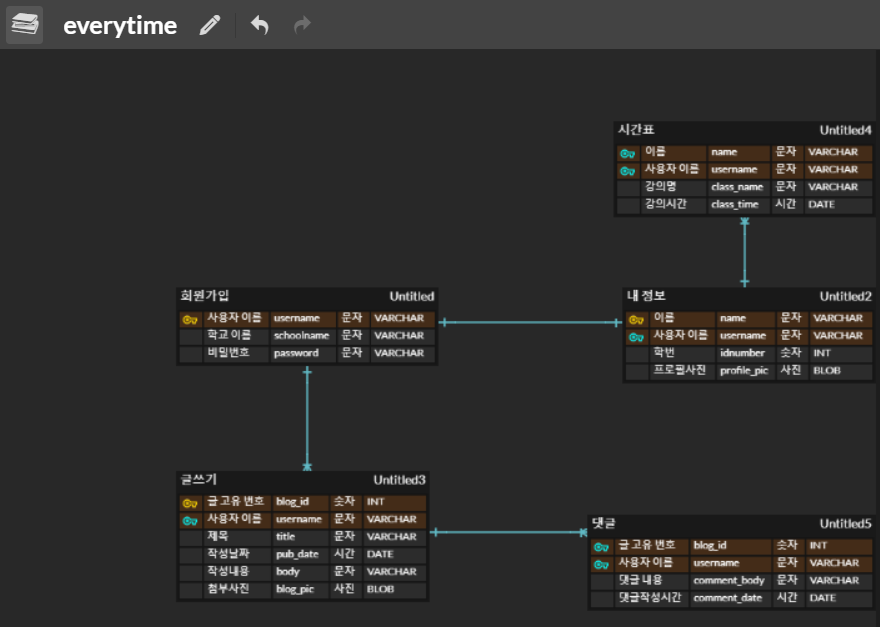 everytime
시간표 Untitled4
이름 name 문자 VARCHAR
사용자 이름 username 문자 VARCHAR
강의명 class_name 문자 VARCHAR
강의시간 class_time 시간 DATE
회원가입 Untitled
사용자 이름 username 문자 VARCHAR
학교 이름 schoolname 문자 VARCHAR
비밀번호 password 문자 VARCHAR
내 정보 Untitled2
이름 name 문자 VARCHAR
사용자 이름 username 문자 VARCHAR
학번 idnumber 숫자 INT
프로필사진 profile_pic 사진 BLOB
글쓰기 Untitled3
글 고유 번호 blog_id 숫자 INT
사용자 이름 username 문자 VARCHAR
제목 title 문자 VARCHAR
작성날짜 pub_date 시간 DATE
작성내용 body 문자 VARCHAR
첨부사진 blog_pic 사진 BLOB
댓글 Untitled5
글 고유 번호 blog_id 숫자 INT
사용자 이름 username 문자 VARCHAR
댓글 내용 comment_body 문자 VARCHAR
댓글작성시간 comment_date 시간 DATE